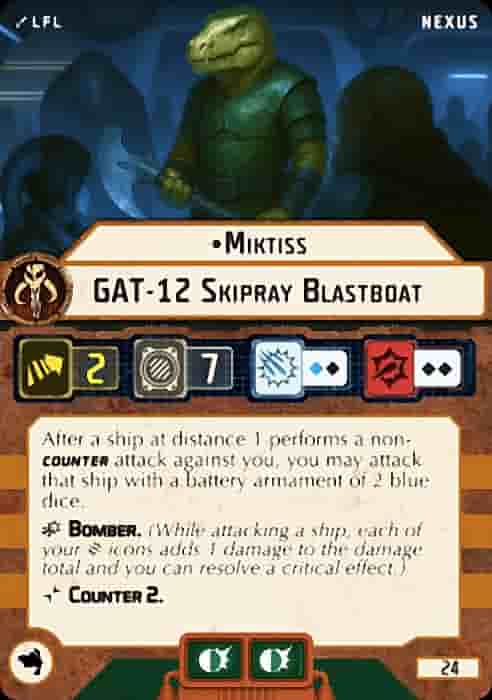 LFL
NEXUS
•MIKTISS
GAT-12 SKIPRAY BLASTBOAT
2
7
After a ship at distance 1 performs a non-
COUNTER attack against you, you may attack
that ship with a battery armament of 2 blue
dice.
BOMBER. (While attacking a ship, each of
your icons adds 1 damage to the damage
total and you can resolve a critical effect.)
COUNTER 2.
24